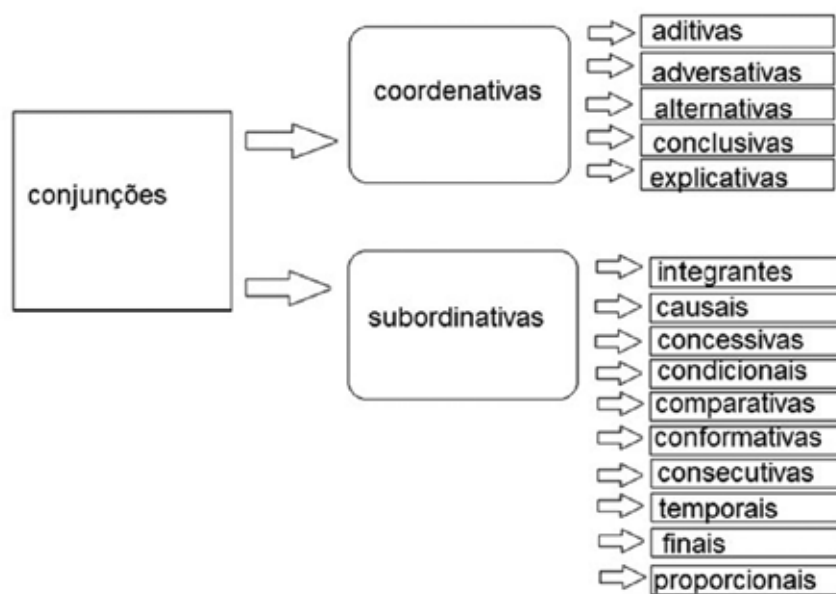 conjunções
coordenativas
aditivas
adversativas
alternativas
conclusivas
explicativas
subordinativas
integrantes
causais
concessivas
condicionais
comparativas
conformativas
consecutivas
temporais
finais
proporcionais